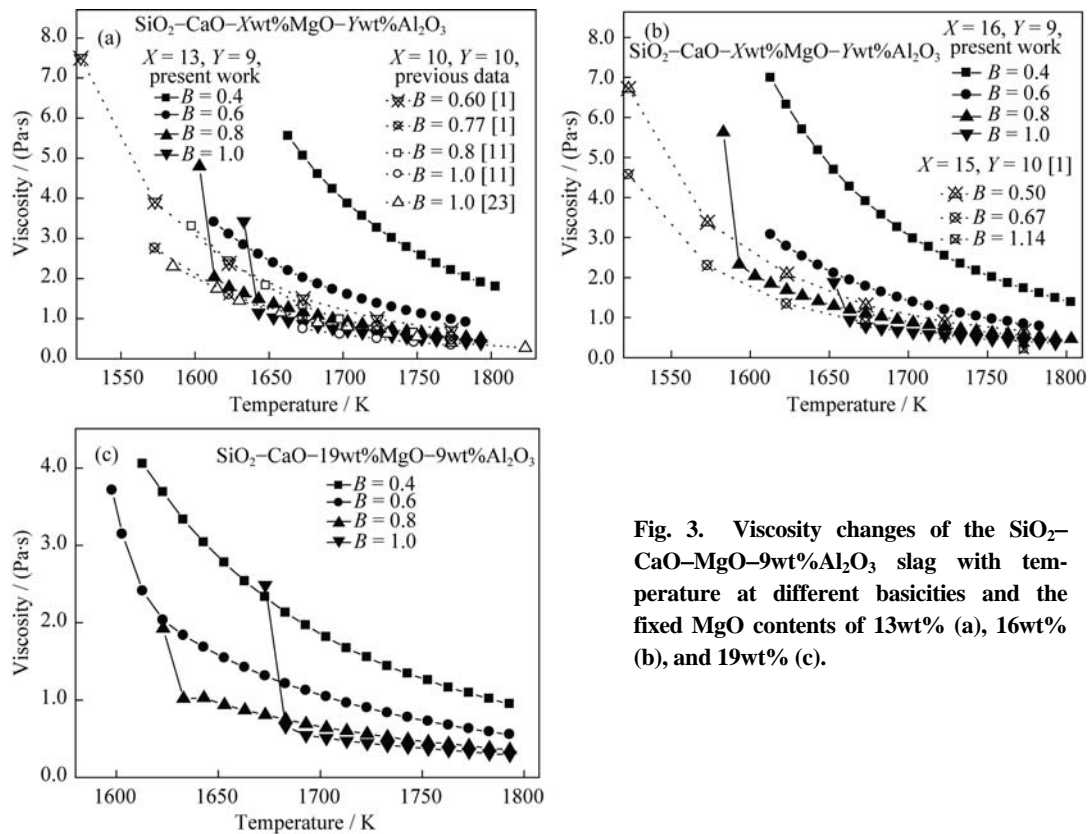 SiO₂–CaO–Xwt%MgO–Ywt%Al₂O₃
(a)
X = 13, Y = 9,
present work
B = 0.4
B = 0.6
B = 0.8
B = 1.0
X = 10, Y = 10,
previous data
B = 0.60 [1]
B = 0.77 [1]
B = 0.8 [11]
B = 1.0 [11]
B = 1.0 [23]
Viscosity / (Pa·s)
8.0
7.0
6.0
5.0
4.0
3.0
2.0
1.0
0.0
1550 1600 1650 1700 1750 1800
Temperature / K
(b)
SiO₂–CaO–Xwt%MgO–Ywt%Al₂O₃
X = 16, Y = 9,
present work
B = 0.4
B = 0.6
B = 0.8
B = 1.0
X = 15, Y = 10 [1]
B = 0.50
B = 0.67
B = 1.14
Viscosity / (Pa·s)
8.0
7.0
6.0
5.0
4.0
3.0
2.0
1.0
0.0
1550 1600 1650 1700 1750 1800
Temperature / K
(c)
SiO₂–CaO–19wt%MgO–9wt%Al₂O₃
B = 0.4
B = 0.6
B = 0.8
B = 1.0
Viscosity / (Pa·s)
4.0
3.0
2.0
1.0
0.0
1600 1650 1700 1750 1800
Temperature / K
Fig. 3. Viscosity changes of the SiO₂–
CaO–MgO–9wt%Al₂O₃ slag with tem-
perature at different basicities and the
fixed MgO contents of 13wt% (a), 16wt%
(b), and 19wt% (c).